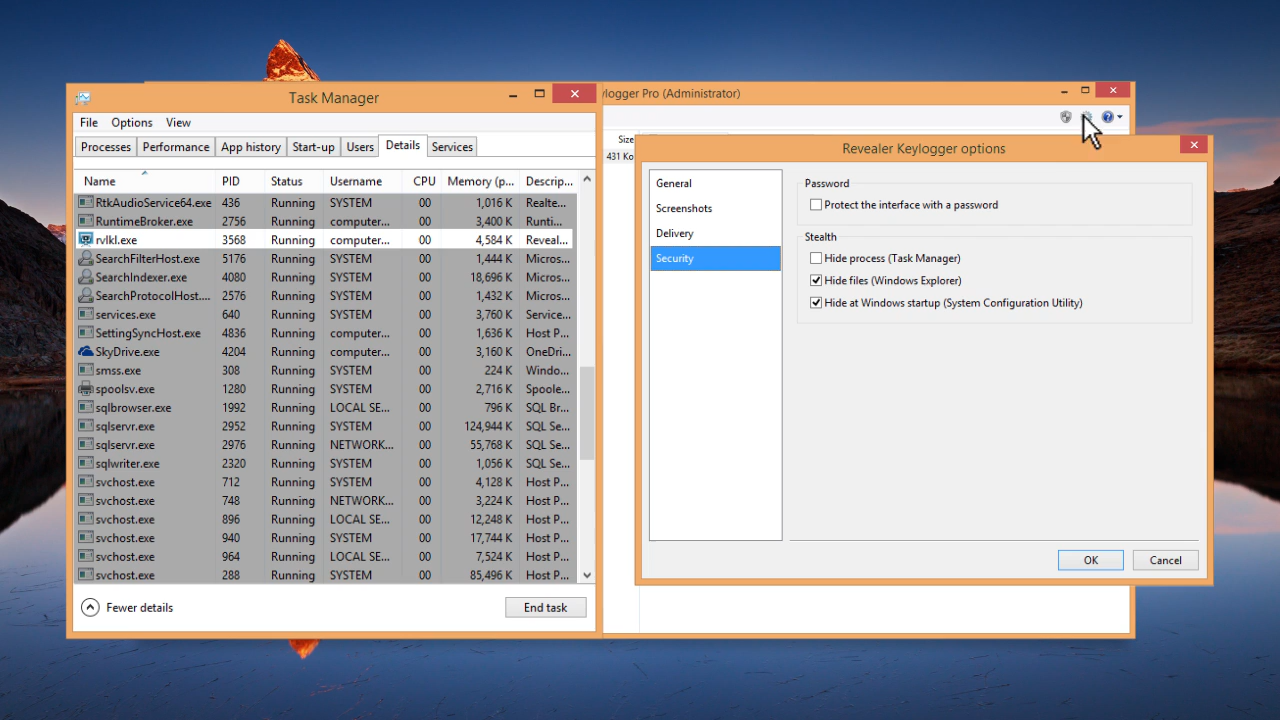 Task Manager
File Options View
Processes Performance App history Start-up Users Details Services
Name PID Status Username CPU Memory (p... Descrip...
RtkAudioService64.exe 436 Running SYSTEM 00 1,016 K Realte...
RuntimeBroker.exe 2756 Running computer... 00 3,400 K Runti...
rvlkl.exe 3568 Running computer... 00 4,584 K Reveal...
SearchFilterHost.exe 5176 Running SYSTEM 00 1,444 K Micros...
SearchIndexer.exe 4080 Running SYSTEM 00 18,696 K Micros...
SearchProtocolHost.... 2576 Running SYSTEM 00 1,432 K Micros...
services.exe 640 Running SYSTEM 00 3,760 K Service...
SettingSyncHost.exe 4836 Running computer... 00 1,636 K Host P...
SkyDrive.exe 4204 Running computer... 00 3,160 K OneDri...
smss.exe 308 Running SYSTEM 00 224 K Windo...
spoolsv.exe 1280 Running SYSTEM 00 2,716 K Spoole...
sqlbrowser.exe 1992 Running LOCAL SE... 00 796 K SQL Br...
sqlservr.exe 2952 Running SYSTEM 00 124,944 K SQL Se...
sqlservr.exe 2976 Running NETWORK... 00 55,768 K SQL Se...
sqlwriter.exe 2320 Running SYSTEM 00 1,056 K SQL Se...
svchost.exe 712 Running SYSTEM 00 4,128 K Host P...
svchost.exe 748 Running NETWORK... 00 3,224 K Host P...
svchost.exe 896 Running LOCAL SE... 00 12,248 K Host P...
svchost.exe 940 Running SYSTEM 00 17,744 K Host P...
svchost.exe 964 Running LOCAL SE... 00 7,524 K Host P...
svchost.exe 288 Running SYSTEM 00 85,496 K Host P...
Fewer details
End task
ylogger Pro (Administrator)
Size
431 Ko
Revealer Keylogger options
General
Screenshots
Delivery
Security
Password
Protect the interface with a password
Stealth
Hide process (Task Manager)
Hide files (Windows Explorer)
Hide at Windows startup (System Configuration Utility)
OK
Cancel